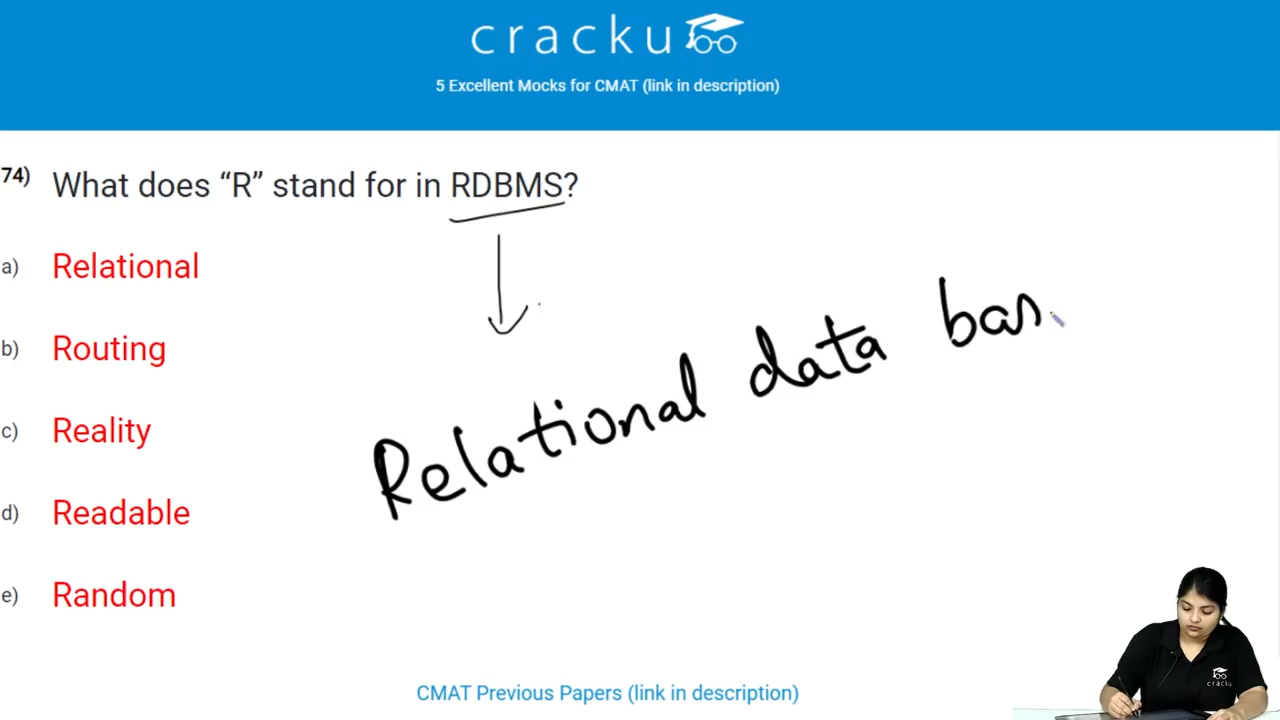 cracku
5 Excellent Mocks for CMAT (link in description)
74) What does “R” stand for in RDBMS?
a) Relational
b) Routing
c) Reality
d) Readable
e) Random
Relational data bas
cracku
CMAT Previous Papers (link in description)